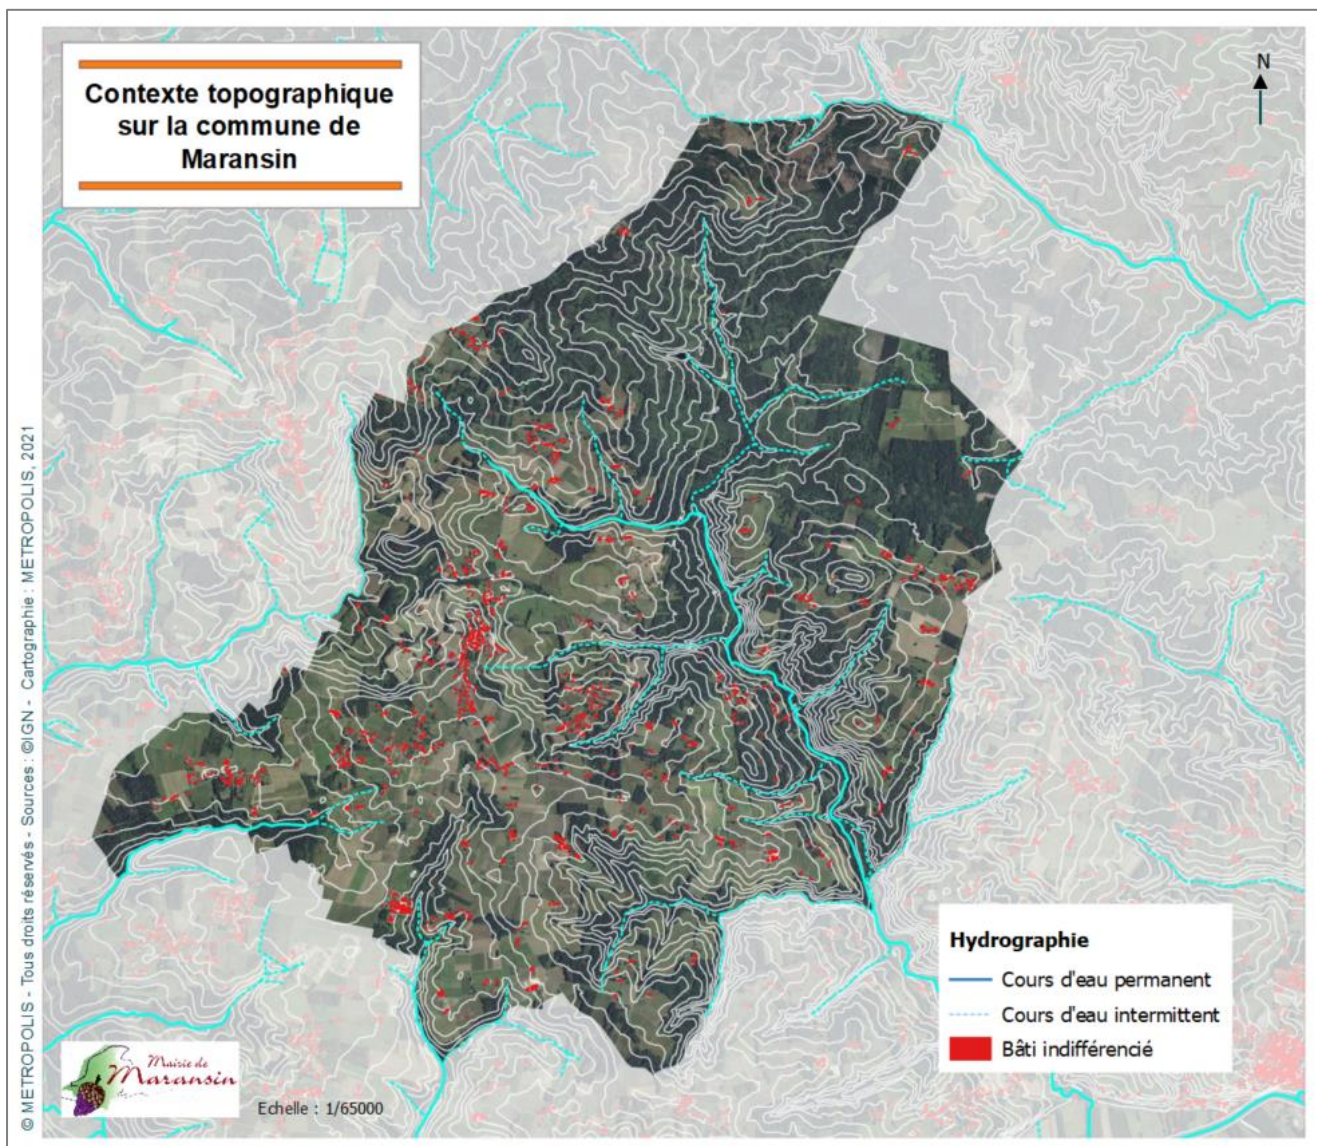 Contexte topographique
sur la commune de
Maransin
N
© METROPOLIS - Tous droits réservés - Sources : ©IGN - Cartographie : METROPOLIS, 2021
Hydrographie
Cours d'eau permanent
Cours d'eau intermittent
Bâti indifférencié
Mairie de
Maransin
Echelle : 1/65000